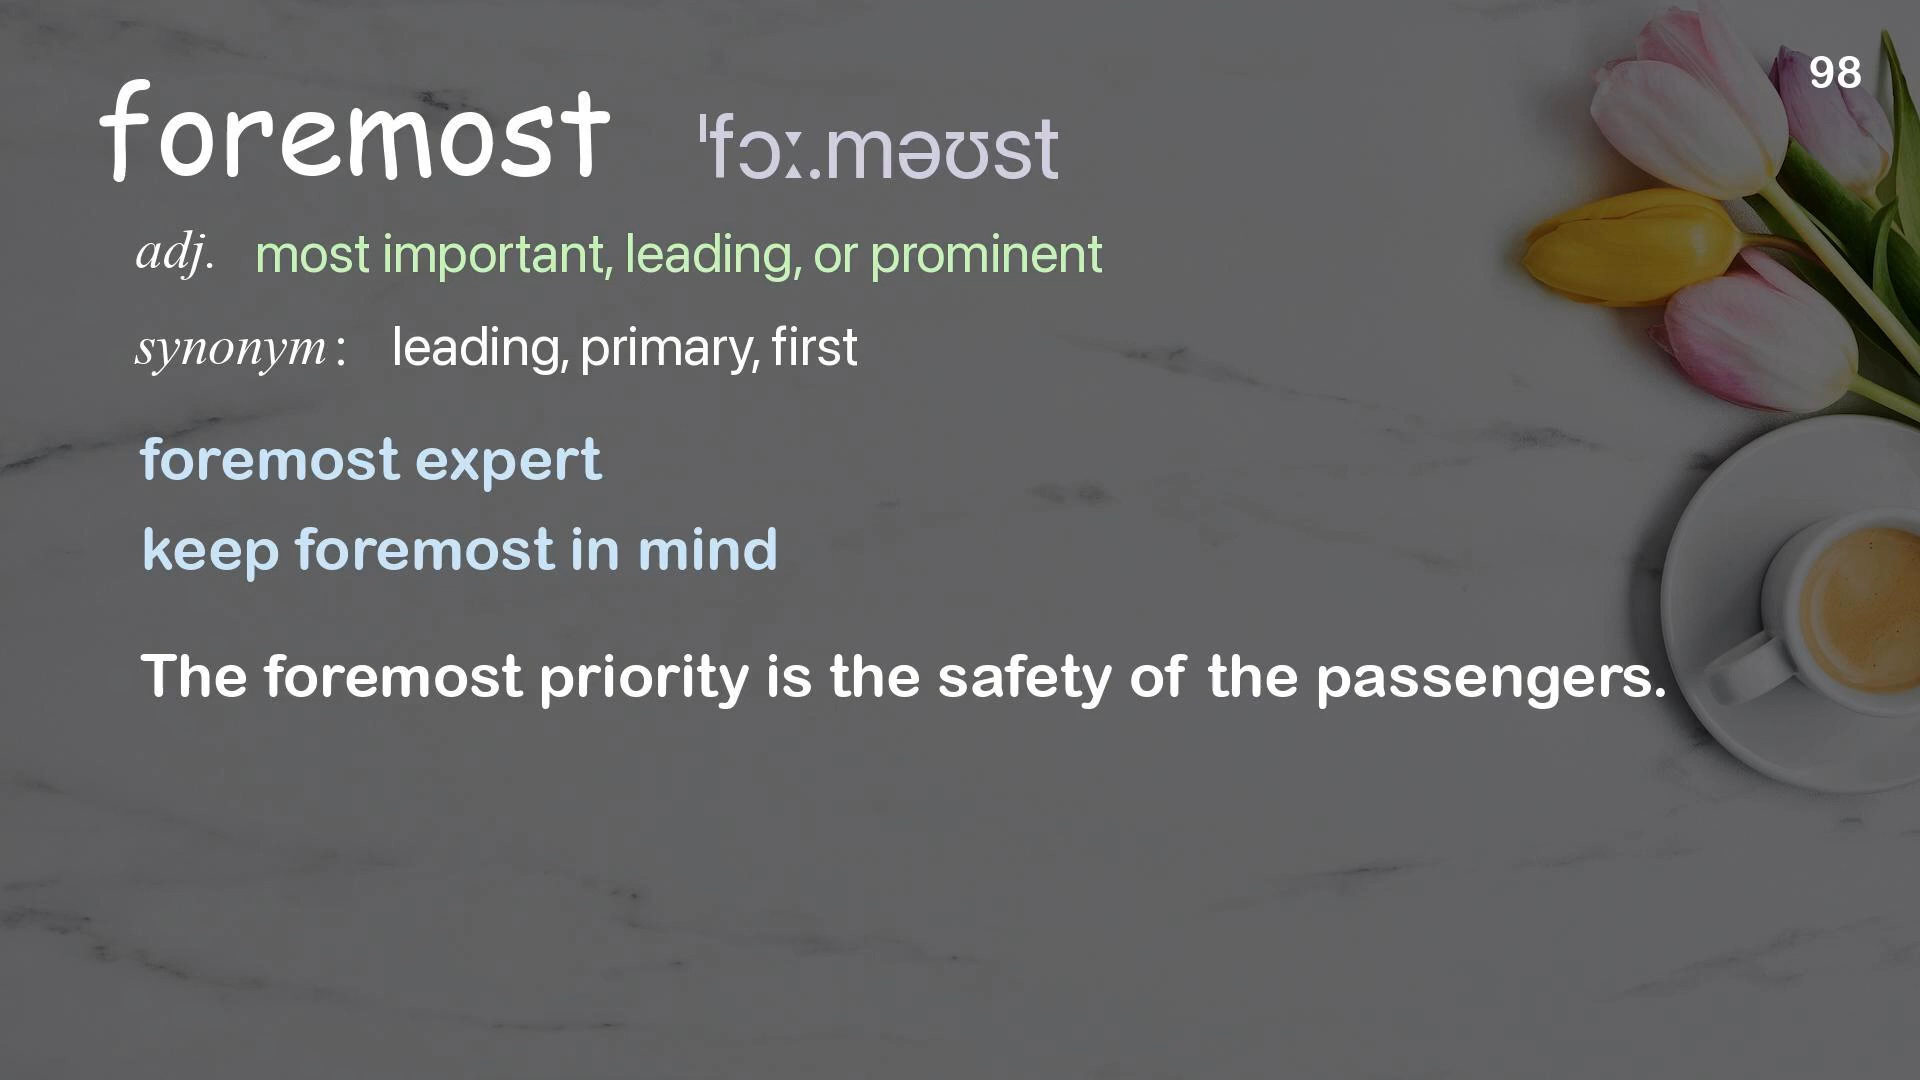 98
foremost ˈfɔː.məʊst
adj. most important, leading, or prominent
synonym: leading, primary, first
foremost expert
keep foremost in mind
The foremost priority is the safety of the passengers.